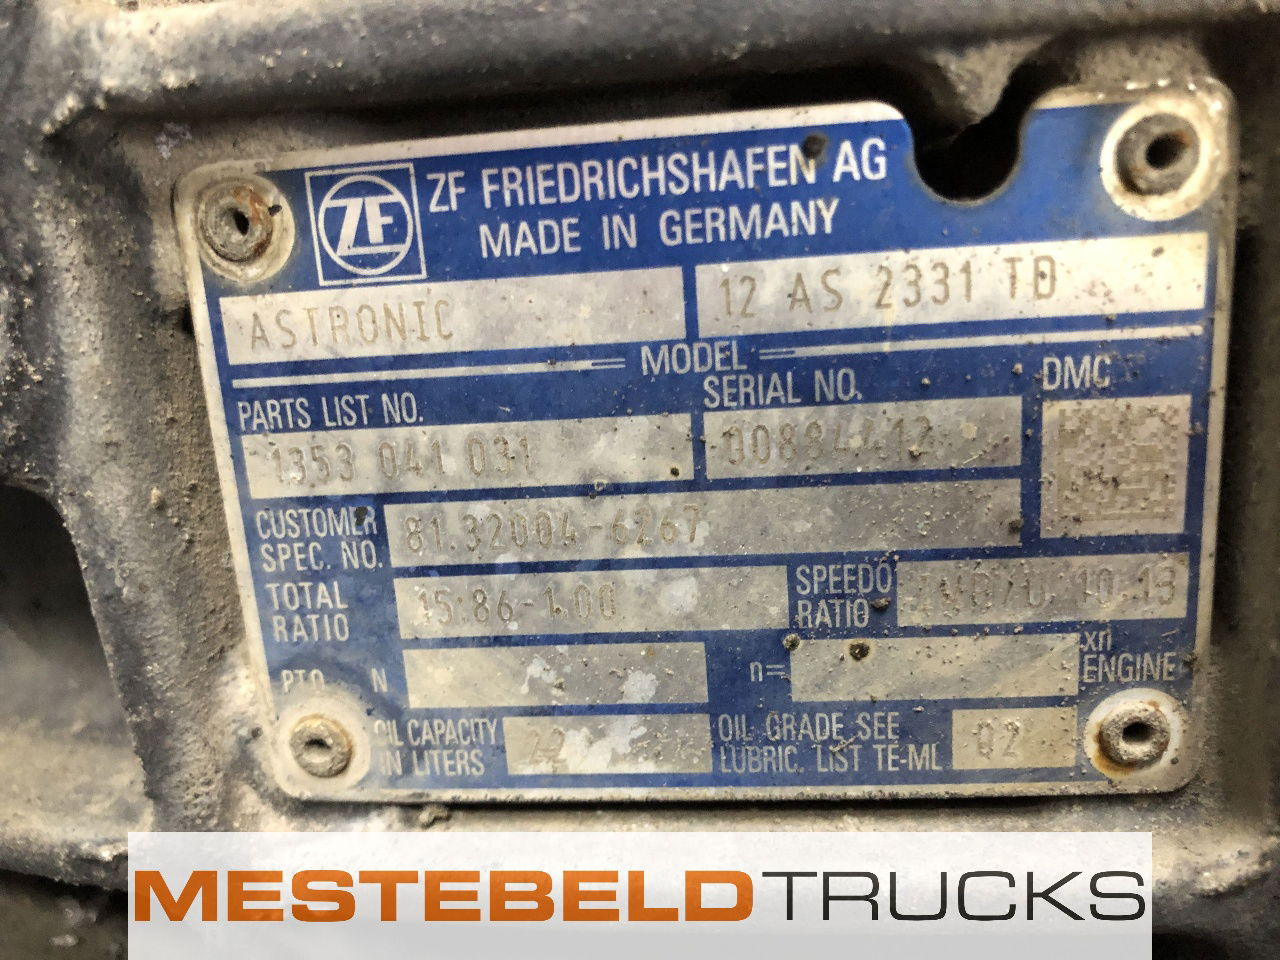 ZF
ZF FRIEDRICHSHAFEN AG
MADE IN GERMANY
ASTRONIC 12 AS 2331 TD
MODEL
PARTS LIST NO. SERIAL NO. DMC
1353 041 031
CUSTOMER
SPEC. NO. 81.32004-6267
TOTAL
RATIO 15.86-1.00
SPEEDO
RATIO 10-13
PTO N n= xn
ENGINE
OIL CAPACITY
IN LITERS
OIL GRADE SEE
LUBRIC. LIST TE-ML 02
MESTEBELDTRUCKS